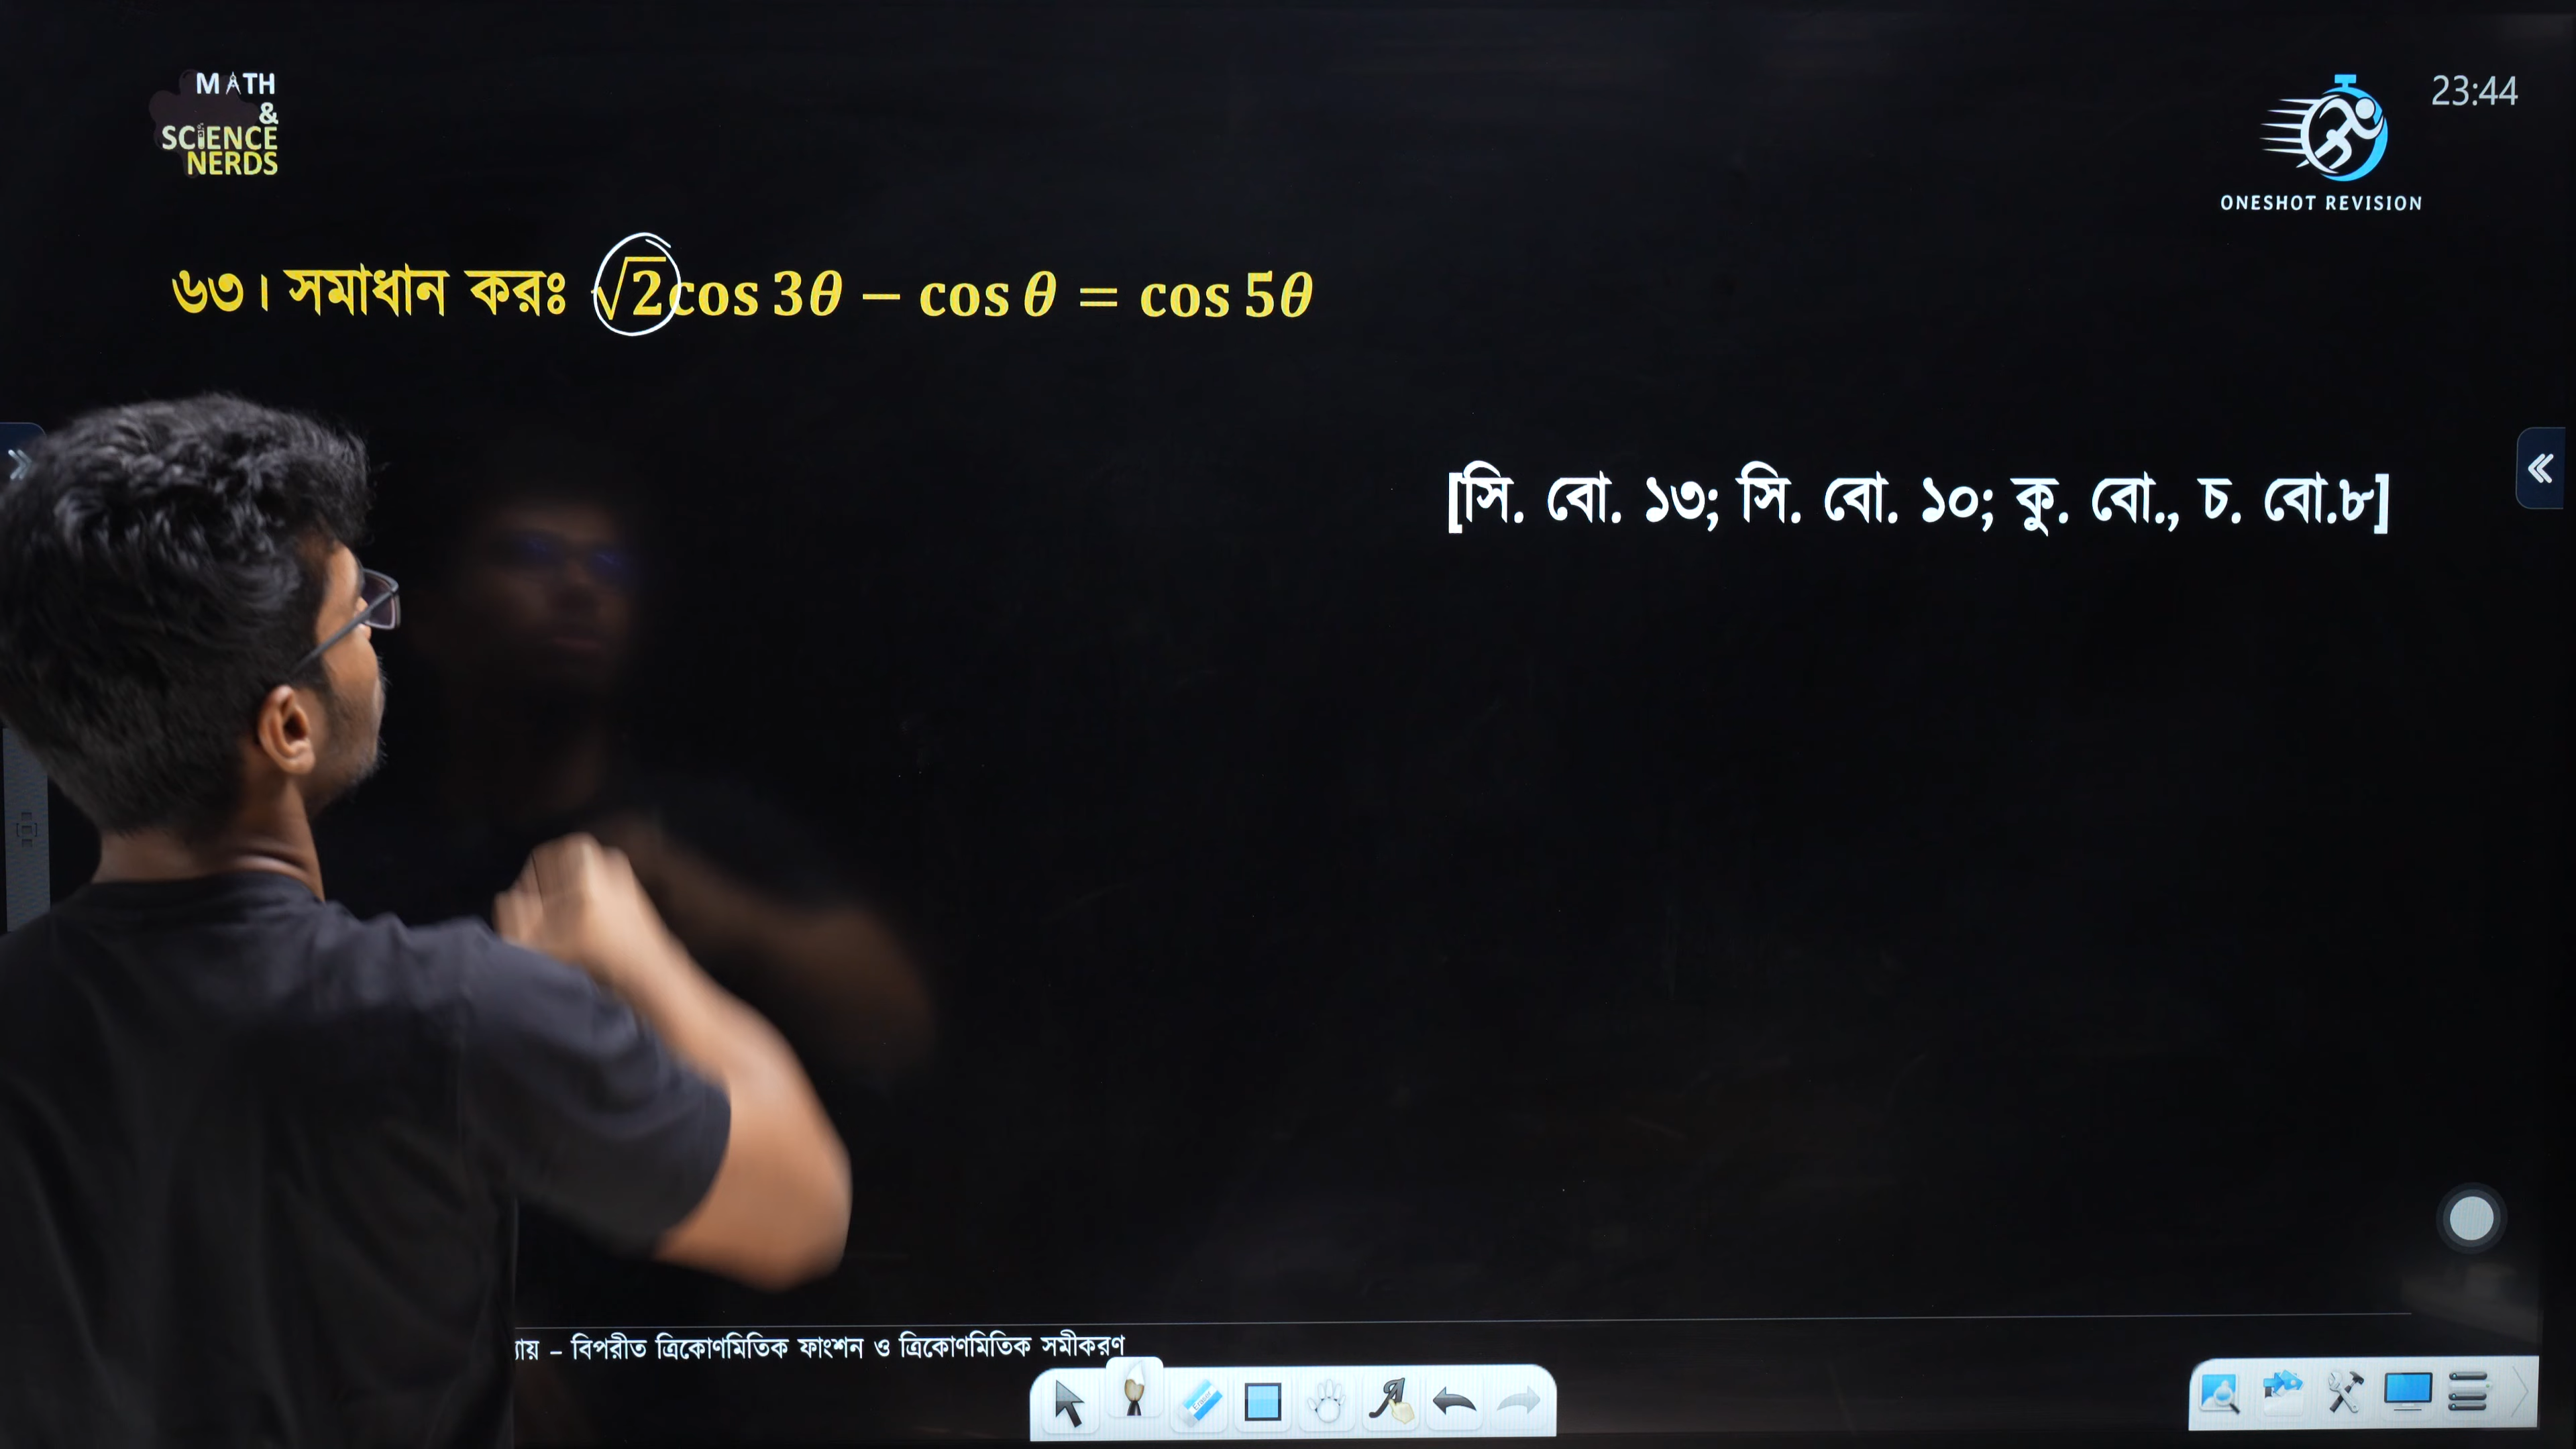 MATH
&
SCIENCE
NERDS
23:44
ONESHOT REVISION
৬৩। সমাধান করঃ √2cos 3θ − cos θ = cos 5θ
[সি. বো. ১৩; সি. বো. ১০; কু. বো., চ. বো.৮]
– বিপরীত ত্রিকোণমিতিক ফাংশন ও ত্রিকোণমিতিক সমীকরণ